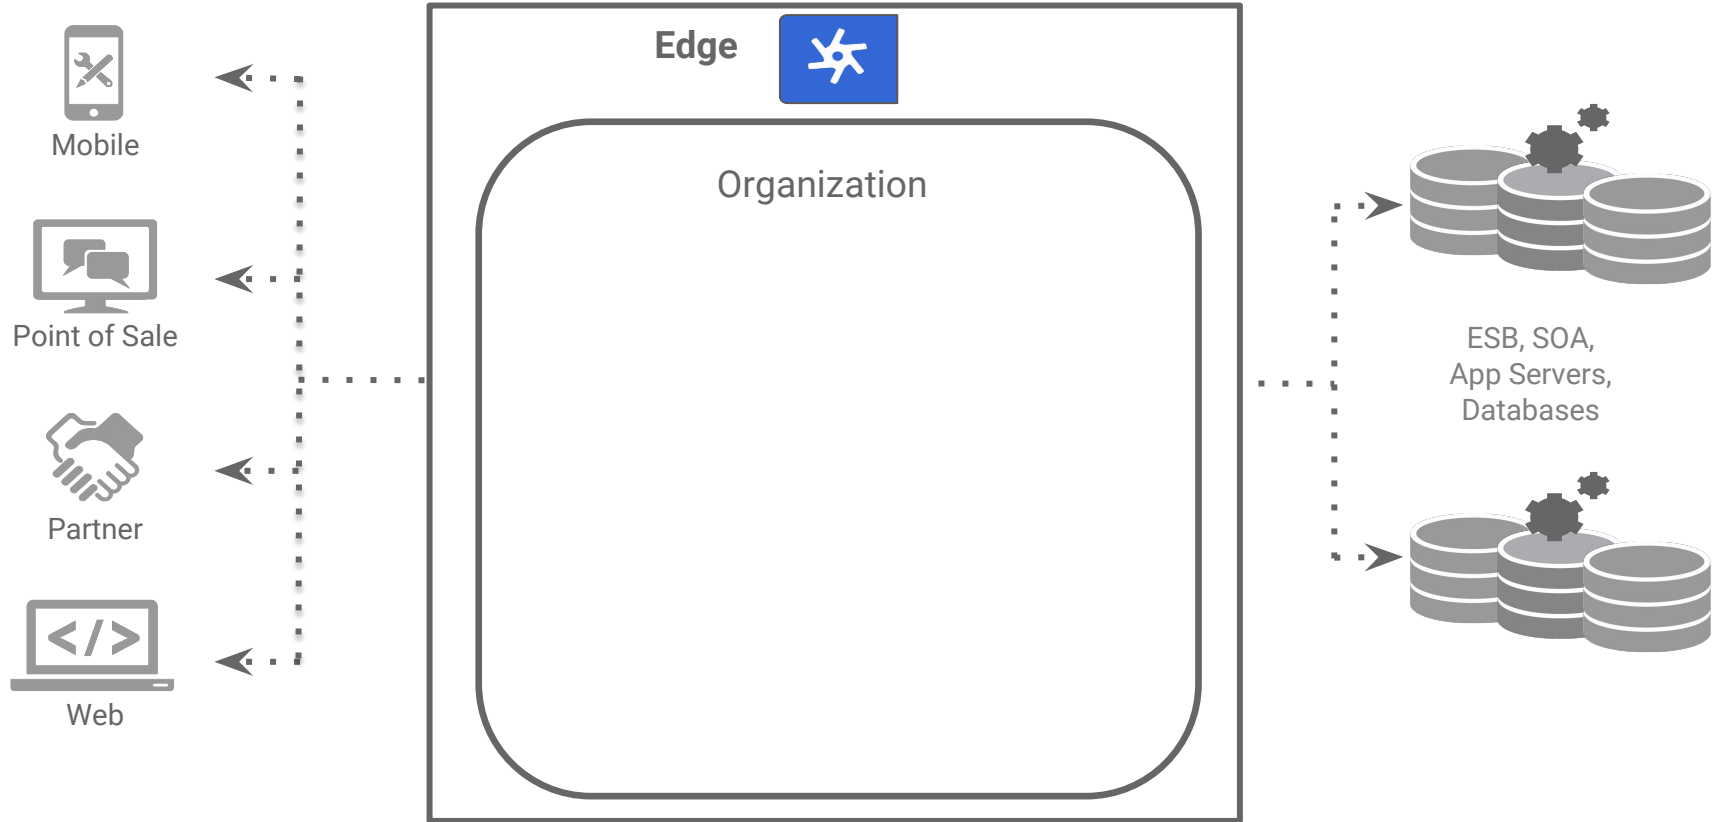 Edge
Organization
Mobile
Point of Sale
Partner
</>
Web
ESB, SOA,
App Servers,
Databases